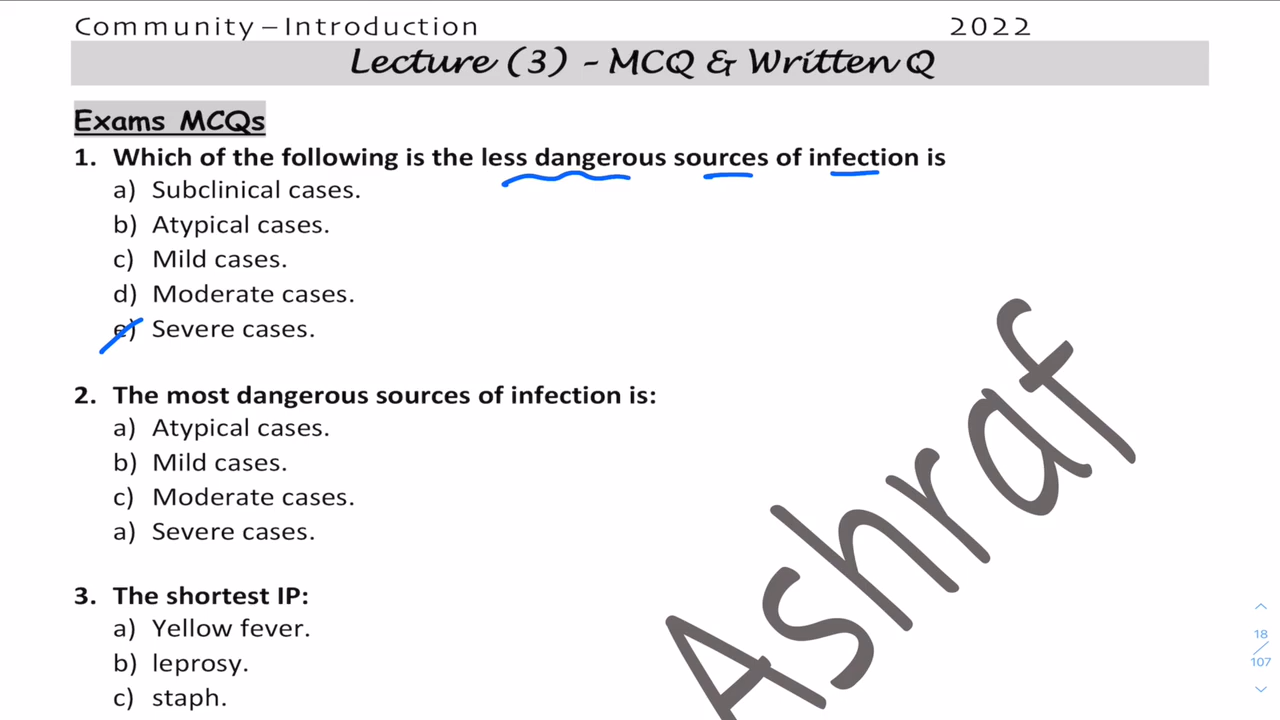 Community – Introduction 2022
Lecture (3) - MCQ & Written Q
Exams MCQs
1. Which of the following is the less dangerous sources of infection is
a) Subclinical cases.
b) Atypical cases.
c) Mild cases.
d) Moderate cases.
e) Severe cases.
2. The most dangerous sources of infection is:
a) Atypical cases.
b) Mild cases.
c) Moderate cases.
a) Severe cases.
3. The shortest IP:
a) Yellow fever.
b) leprosy.
c) staph.
Ashraf
18
107